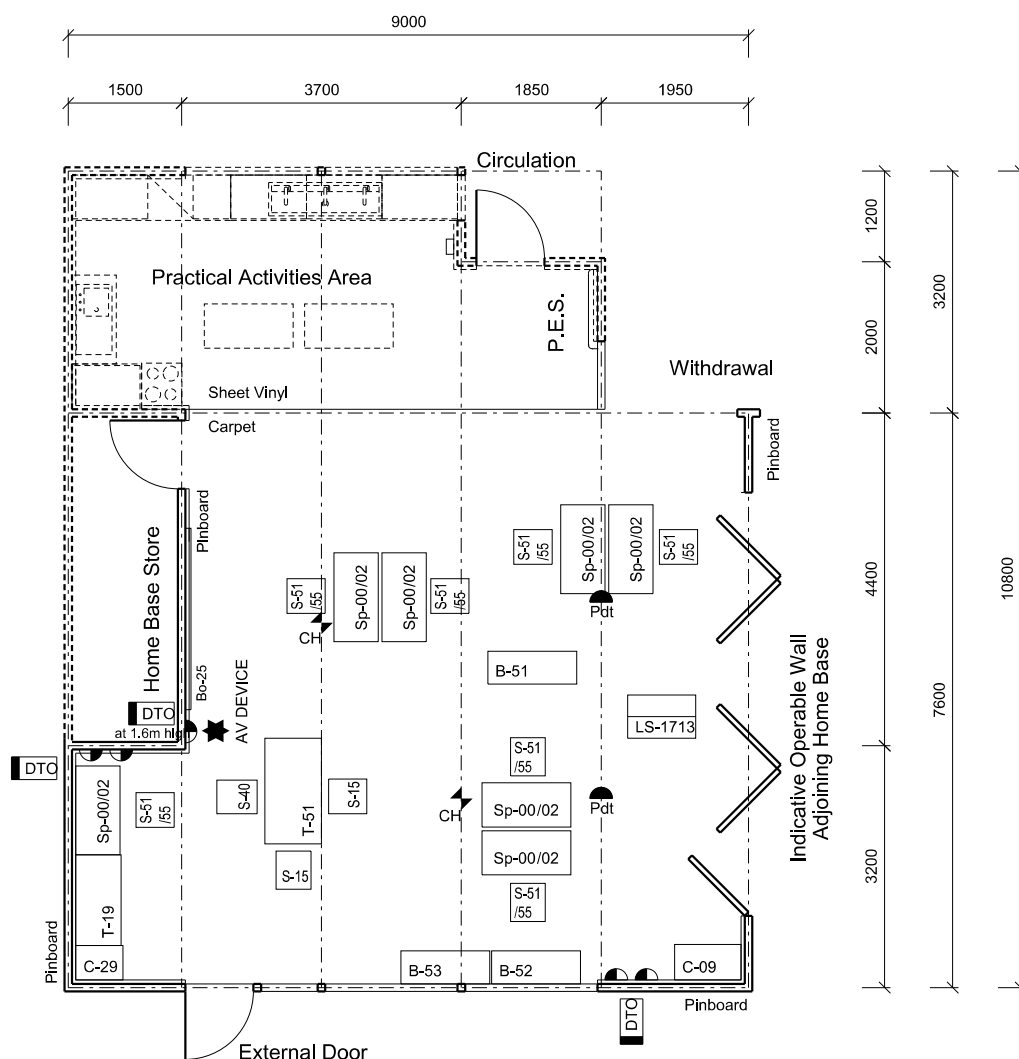 9000
1500
3700
1850
1950
Circulation
1200
3200
10800
Practical Activities Area
P.E.S.
2000
Withdrawal
Sheet Vinyl
Carpet
Pinboard
Pinboard
Home Base Store
S-51
/55
Sp-00/02
Sp-00/02
S-51
/55
S-51
/55
Sp-00/02
Sp-00/02
S-51
/55
4400
CH
Pdt
B-51
Bo-25
AV DEVICE
LS-1713
7600
DTO
at 1.6m high
Indicative Operable Wall
Adjoining Home Base
DTO
Sp-00/02
S-51
/55
S-40
T-51
S-15
S-51
/55
Sp-00/02
CH
Pdt
Sp-00/02
S-15
S-51
/55
3200
T-19
Pinboard
C-29
B-53
B-52
C-09
DTO
Pinboard
External Door